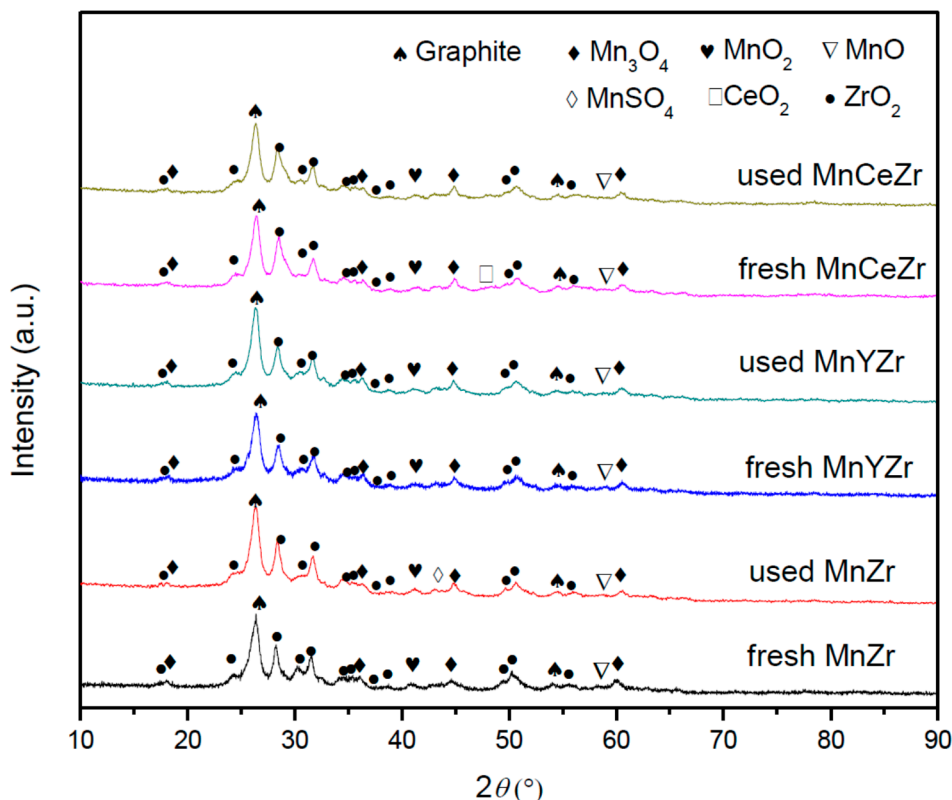 ♠ Graphite ♦ Mn₃O₄ ♥ MnO₂ ▽ MnO
◊ MnSO₄ □ CeO₂ ● ZrO₂
used MnCeZr
fresh MnCeZr
used MnYZr
fresh MnYZr
used MnZr
fresh MnZr
Intensity (a.u.)
10 20 30 40 50 60 70 80 90
2θ (°)